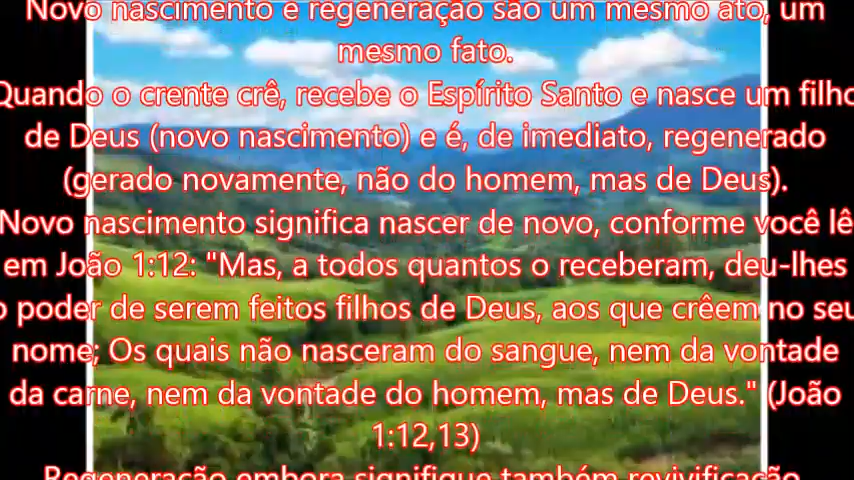 Novo nascimento e regeneração são um mesmo ato, um
mesmo fato.
Quando o crente crê, recebe o Espírito Santo e nasce um filho
de Deus (novo nascimento) e é, de imediato, regenerado
(gerado novamente, não do homem, mas de Deus).
Novo nascimento significa nascer de novo, conforme você lê
em João 1:12: "Mas, a todos quantos o receberam, deu-lhes
o poder de serem feitos filhos de Deus, aos que crêem no seu
nome; Os quais não nasceram do sangue, nem da vontade
da carne, nem da vontade do homem, mas de Deus." (João
1:12,13)
Regeneração embora signifique também revivificação